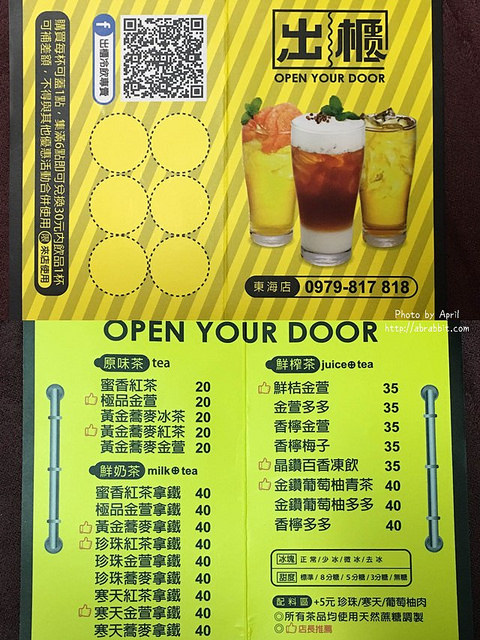 購買每杯可蓋1點,集滿6點即可兌換30元內飲品1杯
可補差額,不得與其他優惠活動合併使用 限 來店使用
f 出櫃冷飲專賣
出櫃
OPEN YOUR DOOR
東海店 0979-817 818
Photo by April
http://abrabbit.com
OPEN YOUR DOOR
原味茶 tea
蜜香紅茶 20
極品金萱 20
黃金蕎麥冰茶 20
黃金蕎麥紅茶 20
黃金蕎麥金萱 20
鮮奶茶 milk⊕tea
蜜香紅茶拿鐵 40
極品金萱拿鐵 40
黃金蕎麥拿鐵 40
珍珠紅茶拿鐵 40
珍珠金萱拿鐵 40
珍珠蕎麥拿鐵 40
寒天紅茶拿鐵 40
寒天金萱拿鐵 40
寒天蕎麥拿鐵 40
鮮榨茶 juice⊕tea
鮮桔金萱 35
金萱多多 35
香檸金萱 35
香檸梅子 35
晶鑽百香凍飲 35
金鑽葡萄柚青茶 40
金鑽葡萄柚多多 40
香檸多多 40
冰塊 正常/少冰/微冰/去冰
甜度 標準/8分糖/5分糖/3分糖/無糖
配料區 +5元 珍珠/寒天/葡萄柚肉
◎所有茶品均使用天然蔗糖調製
◎店長推薦